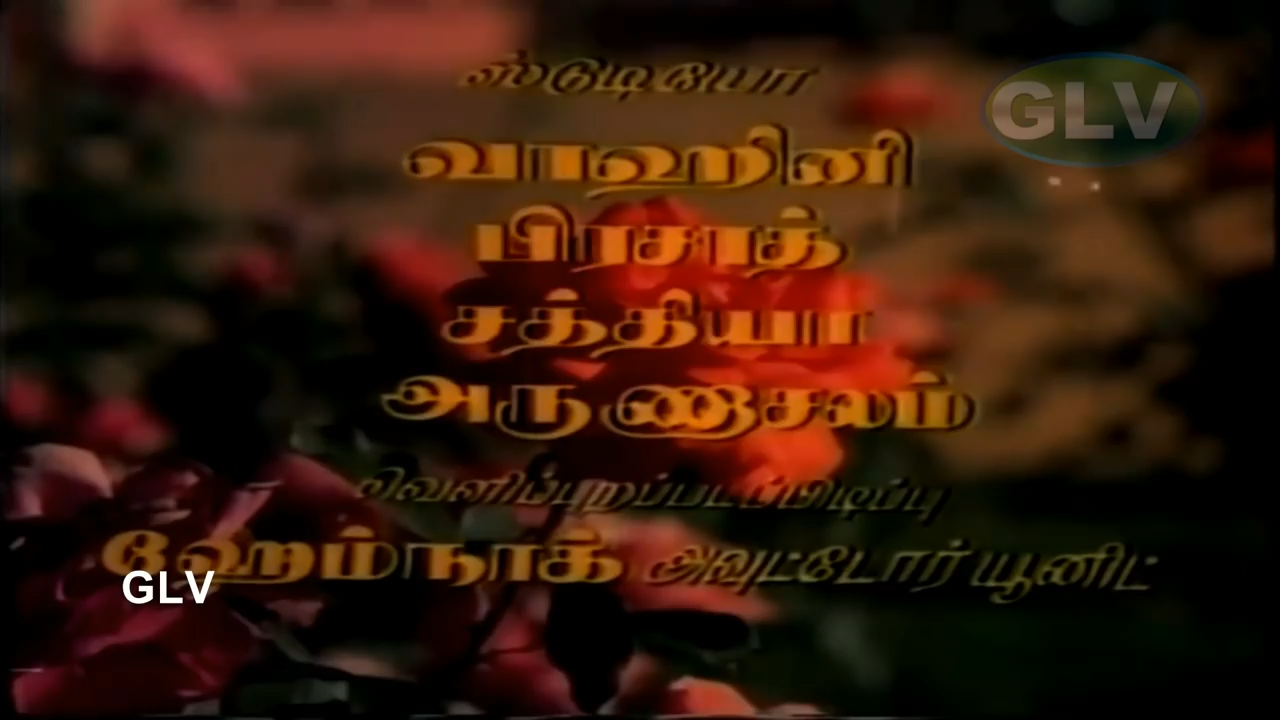 ஸ்டுடியோ
GLV
வாஹினி
பிரசாத்
சத்தியா
அருணாசலம்
வெளிப்புறப்படப்பிடிப்பு
ஹேம்நாக் அவுட்டோர் யூனிட்
GLV